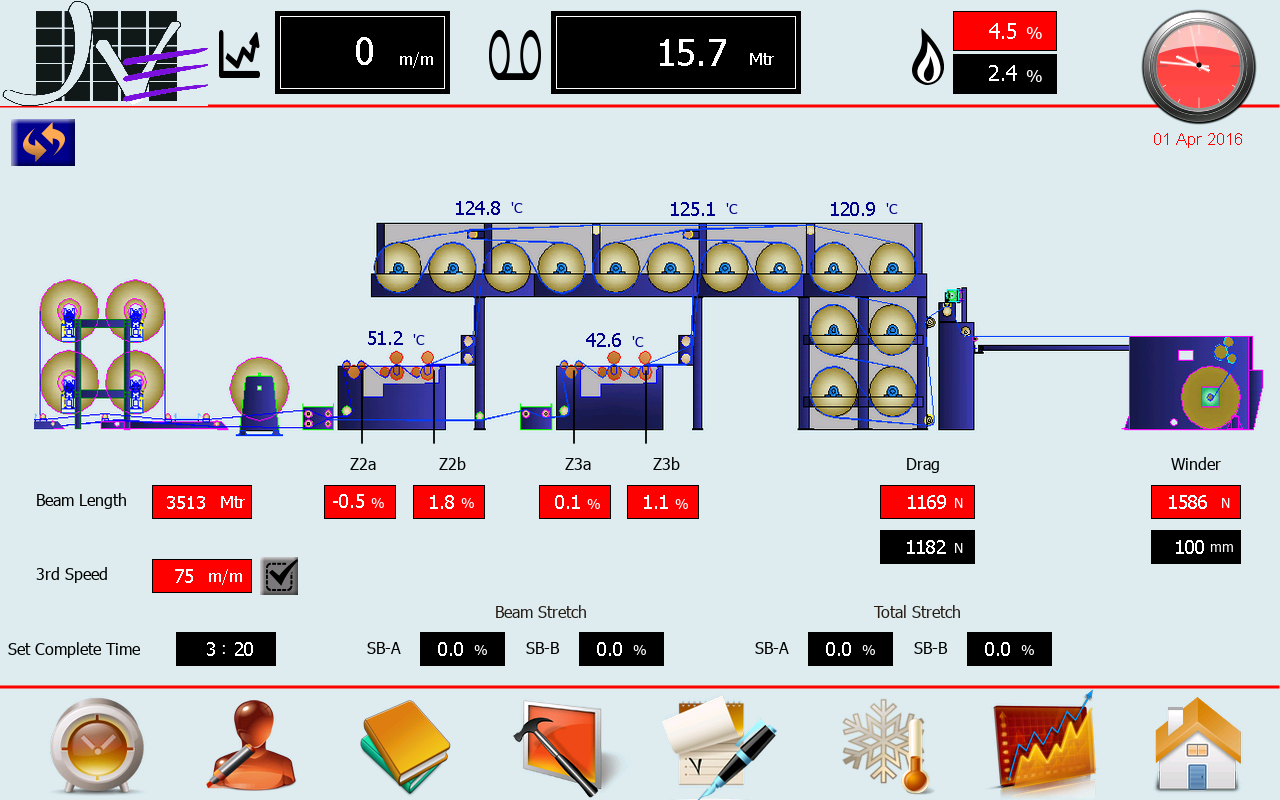 JV
0 m/m
15.7 Mtr
4.5 %
2.4 %
01 Apr 2016
124.8 'C
125.1 'C
120.9 'C
51.2 'C
42.6 'C
Z2a Z2b Z3a Z3b Drag Winder
Beam Length 3513 Mtr -0.5 % 1.8 % 0.1 % 1.1 % 1169 N 1586 N
1182 N 100 mm
3rd Speed 75 m/m
Beam Stretch Total Stretch
Set Complete Time 3 : 20 SB-A 0.0 % SB-B 0.0 % SB-A 0.0 % SB-B 0.0 %